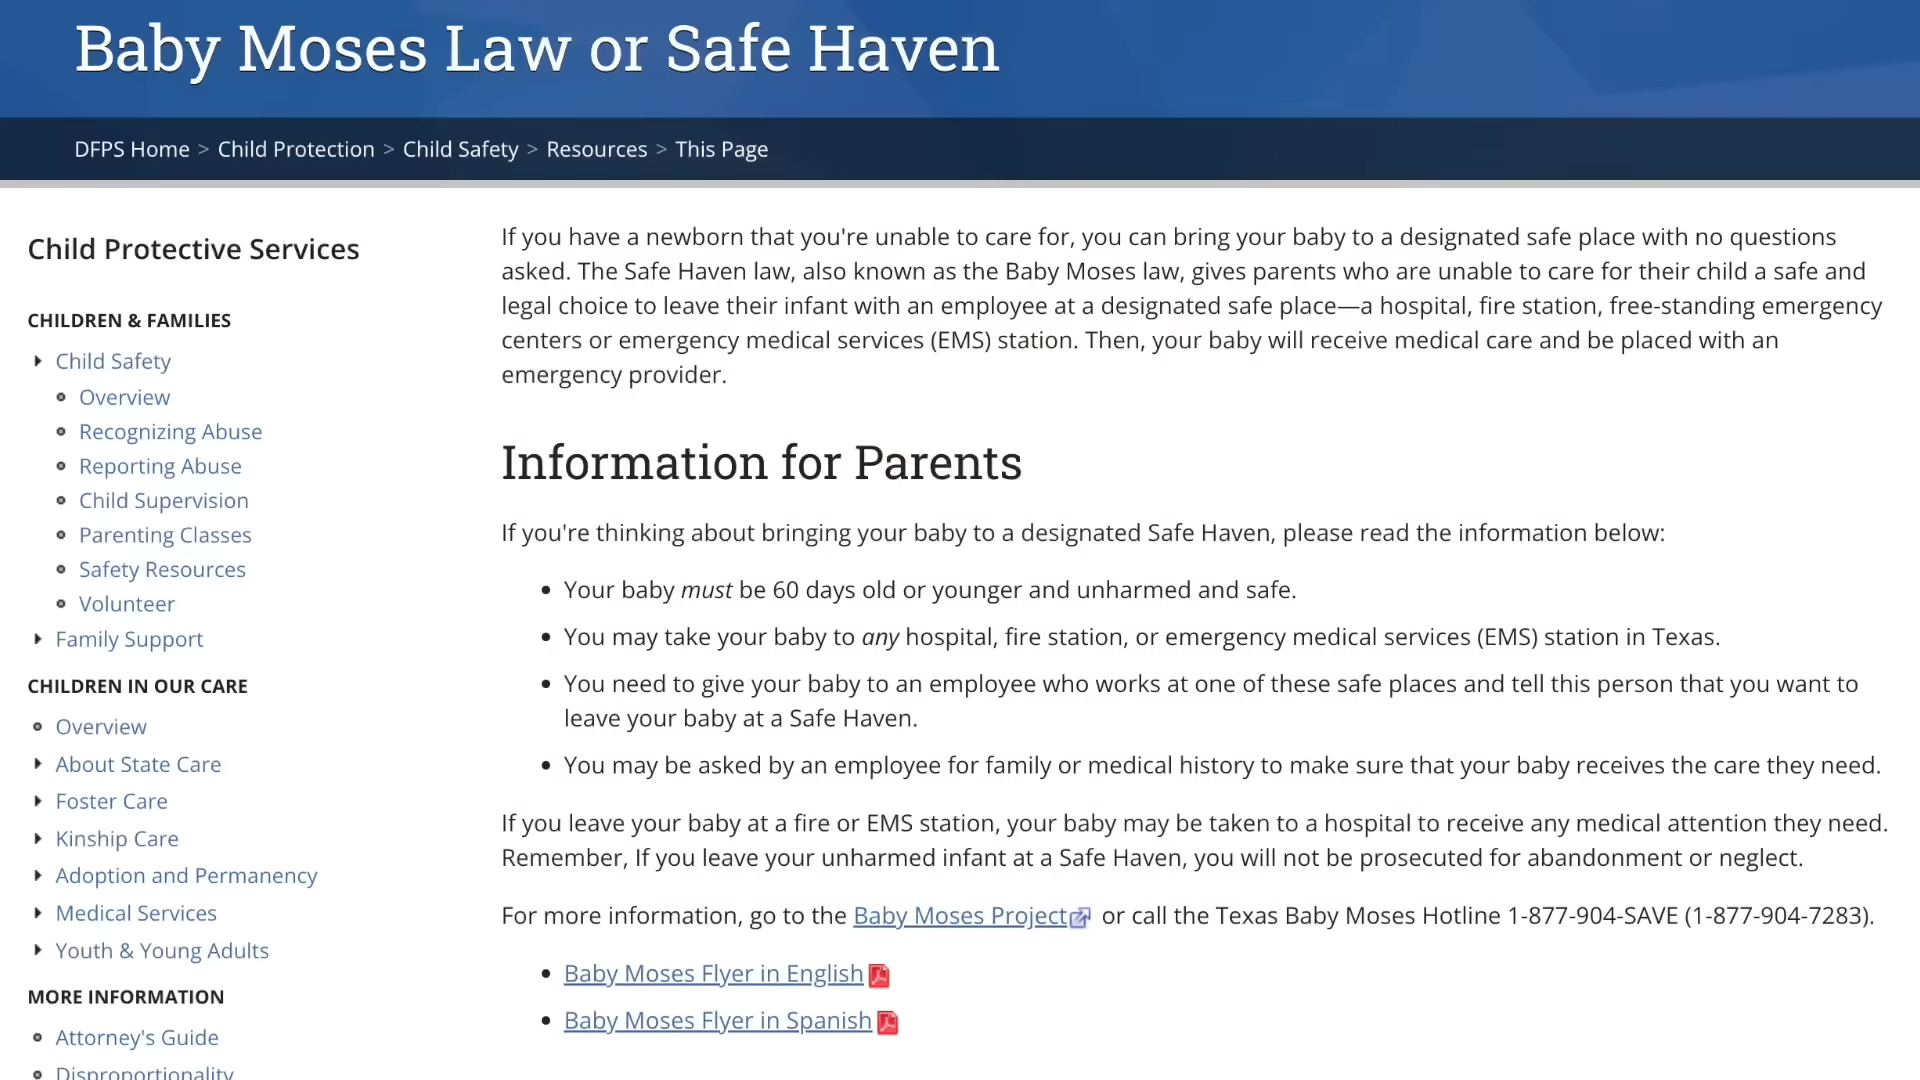 Baby Moses Law or Safe Haven
DFPS Home > Child Protection > Child Safety > Resources > This Page
Child Protective Services
CHILDREN & FAMILIES
Child Safety
Overview
Recognizing Abuse
Reporting Abuse
Child Supervision
Parenting Classes
Safety Resources
Volunteer
Family Support
CHILDREN IN OUR CARE
Overview
About State Care
Foster Care
Kinship Care
Adoption and Permanency
Medical Services
Youth & Young Adults
MORE INFORMATION
Attorney's Guide
Disproportionality
If you have a newborn that you're unable to care for, you can bring your baby to a designated safe place with no questions
asked. The Safe Haven law, also known as the Baby Moses law, gives parents who are unable to care for their child a safe and
legal choice to leave their infant with an employee at a designated safe place—a hospital, fire station, free-standing emergency
centers or emergency medical services (EMS) station. Then, your baby will receive medical care and be placed with an
emergency provider.
Information for Parents
If you're thinking about bringing your baby to a designated Safe Haven, please read the information below:
Your baby must be 60 days old or younger and unharmed and safe.
You may take your baby to any hospital, fire station, or emergency medical services (EMS) station in Texas.
You need to give your baby to an employee who works at one of these safe places and tell this person that you want to
leave your baby at a Safe Haven.
You may be asked by an employee for family or medical history to make sure that your baby receives the care they need.
If you leave your baby at a fire or EMS station, your baby may be taken to a hospital to receive any medical attention they need.
Remember, If you leave your unharmed infant at a Safe Haven, you will not be prosecuted for abandonment or neglect.
For more information, go to the Baby Moses Project or call the Texas Baby Moses Hotline 1-877-904-SAVE (1-877-904-7283).
Baby Moses Flyer in English
Baby Moses Flyer in Spanish